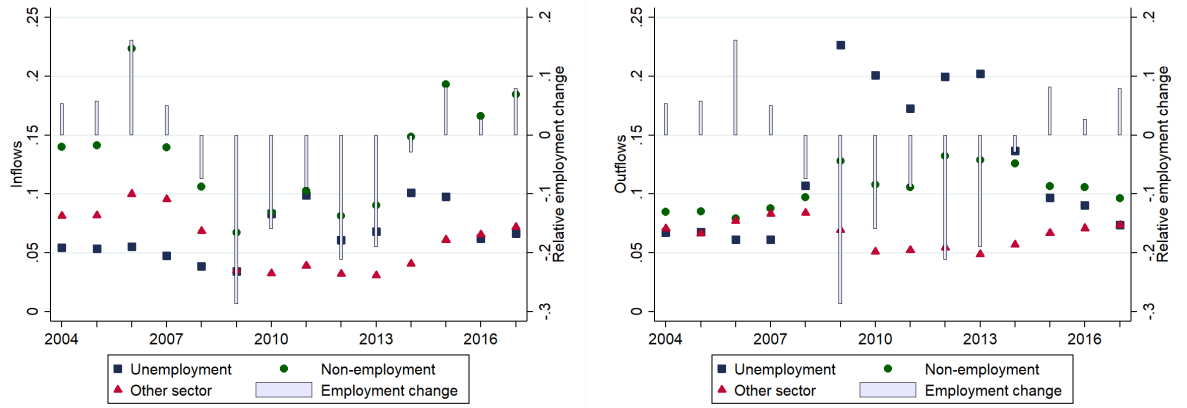 Inflows
0 .05 .1 .15 .2 .25
-.3 -.2 -.1 0 .1 .2
Relative employment change
2004 2007 2010 2013 2016
Unemployment Non-employment
Other sector Employment change
Outflows
0 .05 .1 .15 .2 .25
-.3 -.2 -.1 0 .1 .2
Relative employment change
2004 2007 2010 2013 2016
Unemployment Non-employment
Other sector Employment change